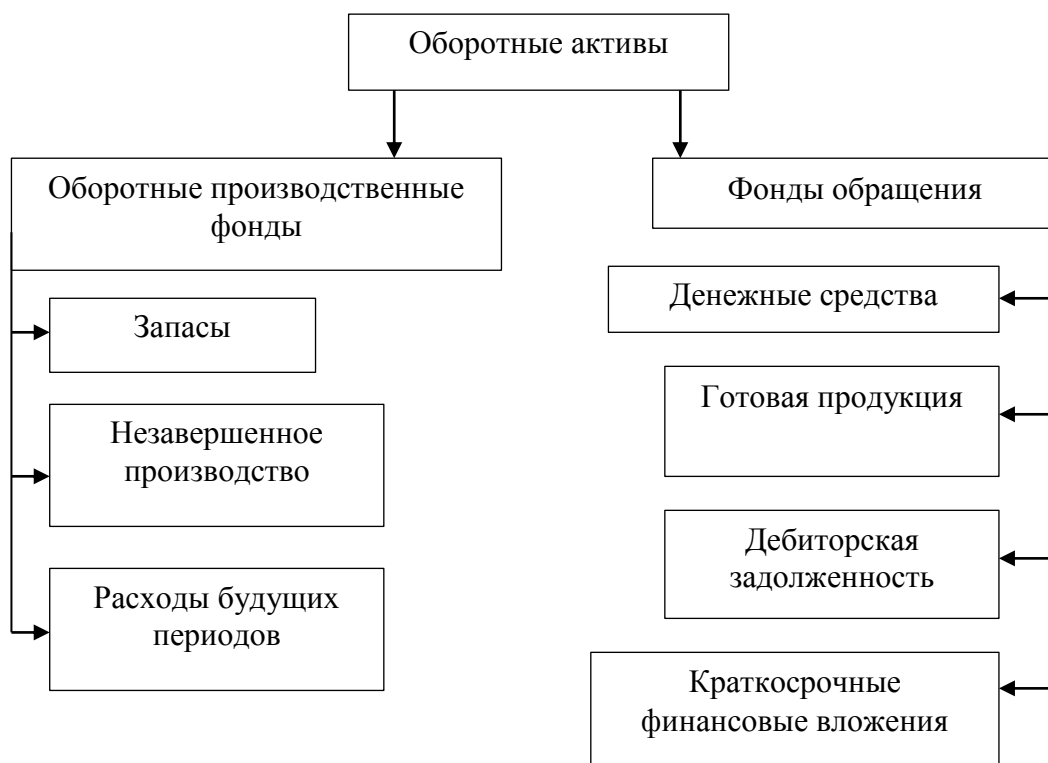 Оборотные активы
Оборотные производственные
фонды
Фонды обращения
Запасы
Незавершенное
производство
Расходы будущих
периодов
Денежные средства
Готовая продукция
Дебиторская
задолженность
Краткосрочные
финансовые вложения